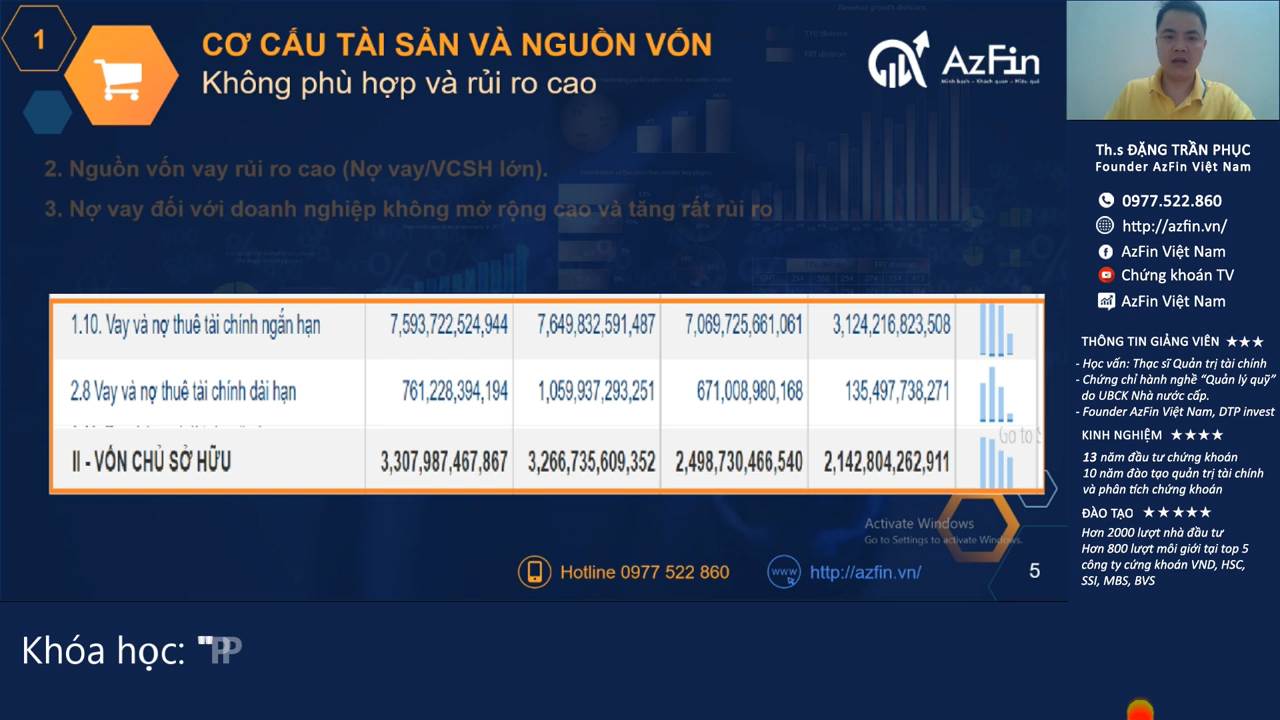 1
CƠ CẤU TÀI SẢN VÀ NGUỒN VỐN
Không phù hợp và rủi ro cao
AzFin
Minh bạch - Khách quan - Hiệu quả
2. Nguồn vốn vay rủi ro cao (Nợ vay/VCSH lớn).
3. Nợ vay đối với doanh nghiệp không mở rộng cao và tăng rất rủi ro
1.10. Vay và nợ thuê tài chính ngắn hạn 7,593,722,524,944 7,649,832,591,487 7,069,725,661,061 3,124,216,823,508
2.8 Vay và nợ thuê tài chính dài hạn 761,228,394,194 1,059,937,293,251 671,008,980,168 135,497,738,271
Go to S
II - VỐN CHỦ SỞ HỮU 3,307,987,467,867 3,266,735,609,352 2,498,730,466,540 2,142,804,262,911
Activate Windows
Go to Settings to activate Windows.
Hotline 0977 522 860
www
http://azfin.vn/
5
Th.s ĐẶNG TRẦN PHỤC
Founder AzFin Việt Nam
0977.522.860
http://azfin.vn/
AzFin Việt Nam
Chứng khoán TV
AzFin Việt Nam
THÔNG TIN GIẢNG VIÊN ★★★
- Học vấn: Thạc sĩ Quản trị tài chính
- Chứng chỉ hành nghề “Quản lý quỹ”
do UBCK Nhà nước cấp.
- Founder AzFin Việt Nam, DTP invest
KINH NGHIỆM ★★★★
13 năm đầu tư chứng khoán
10 năm đào tạo quản trị tài chính
và phân tích chứng khoán
ĐÀO TẠO ★★★★★
Hơn 2000 lượt nhà đầu tư
Hơn 800 lượt môi giới tại top 5
công ty cứng khoán VND, HSC,
SSI, MBS, BVS
Khóa học: "PP